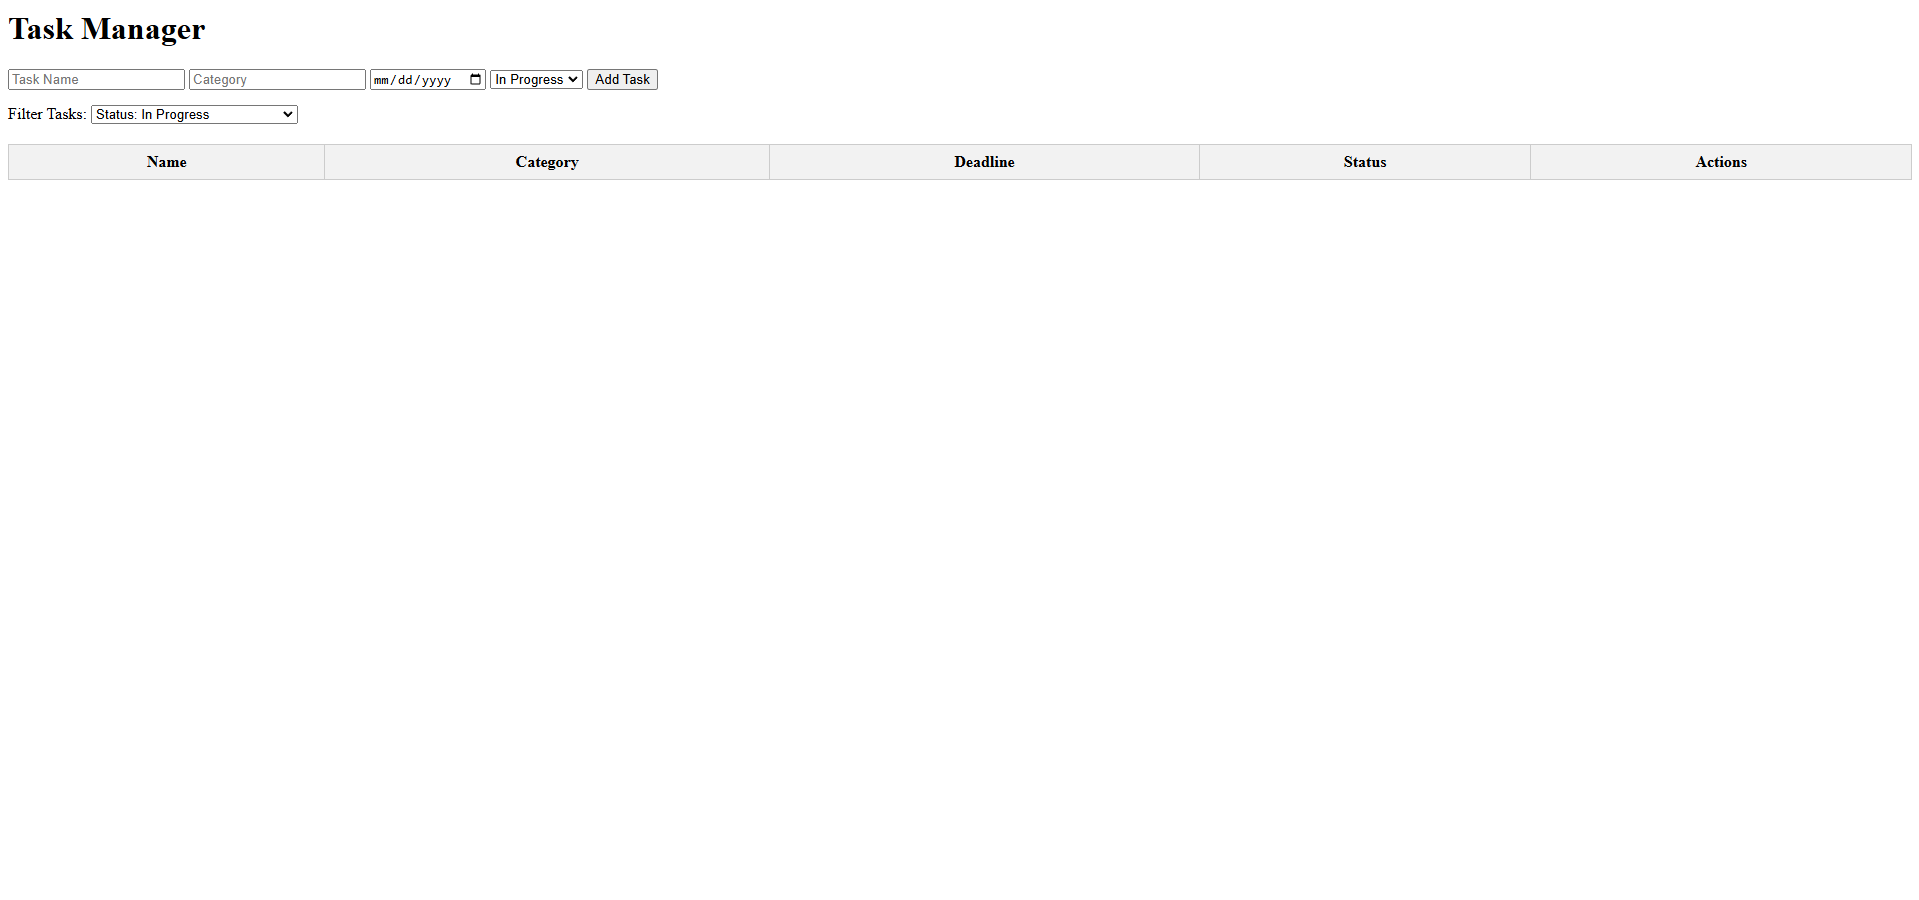 Task Manager
Task Name Category mm/dd/yyyy In Progress Add Task
Filter Tasks: Status: In Progress
Name Category Deadline Status Actions